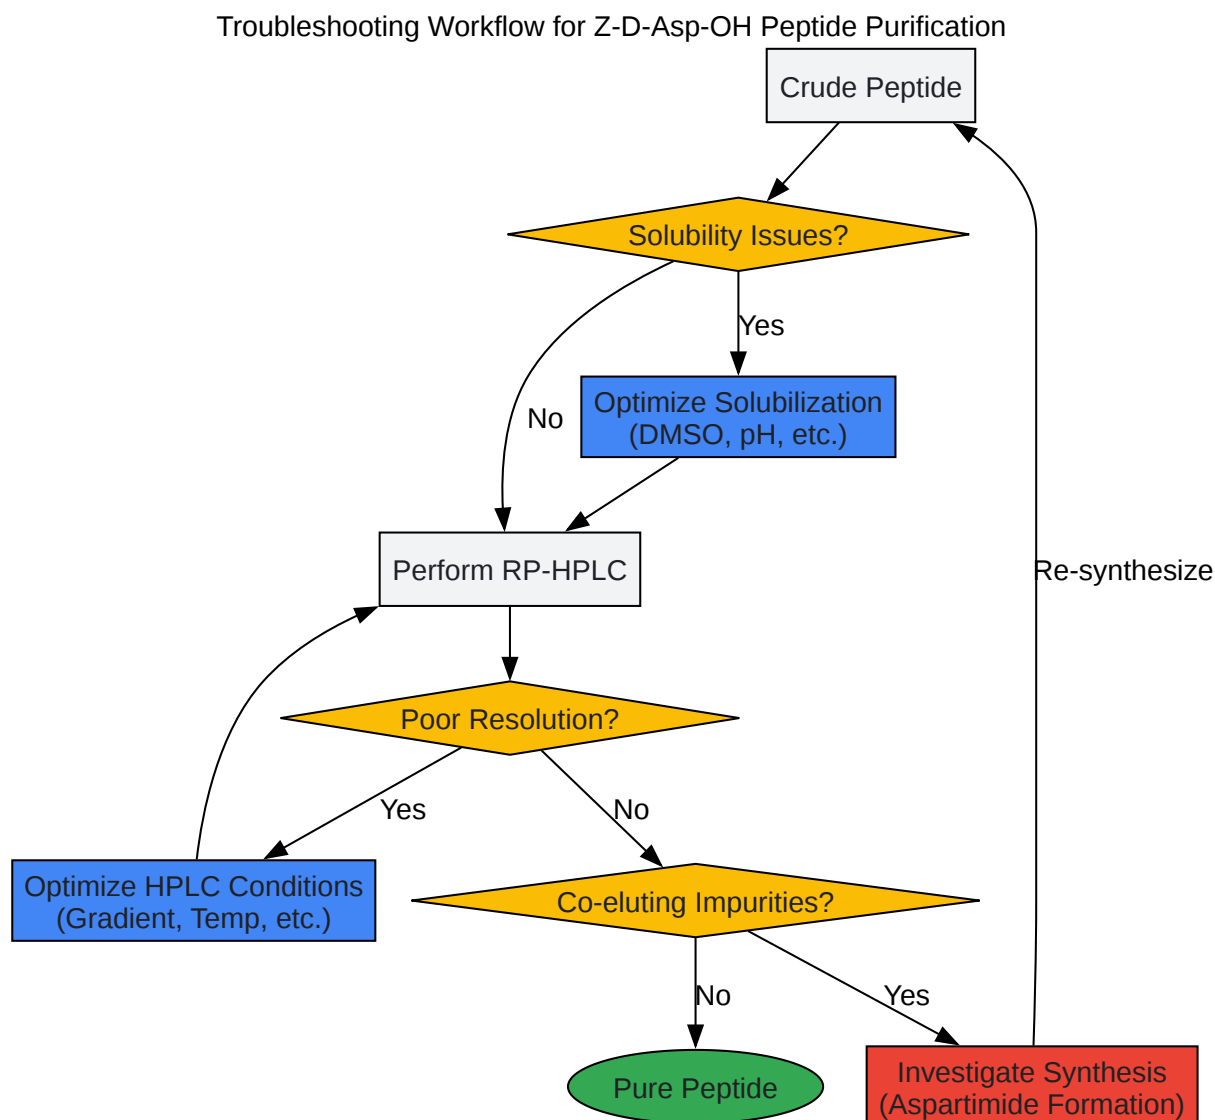 Troubleshooting Workflow for Z-D-Asp-OH Peptide Purification
Crude Peptide
Solubility Issues?
Yes
No
Optimize Solubilization
(DMSO, pH, etc.)
Perform RP-HPLC
Re-synthesize
Poor Resolution?
Yes
No
Optimize HPLC Conditions
(Gradient, Temp, etc.)
Co-eluting Impurities?
No
Yes
Pure Peptide
Investigate Synthesis
(Aspartimide Formation)